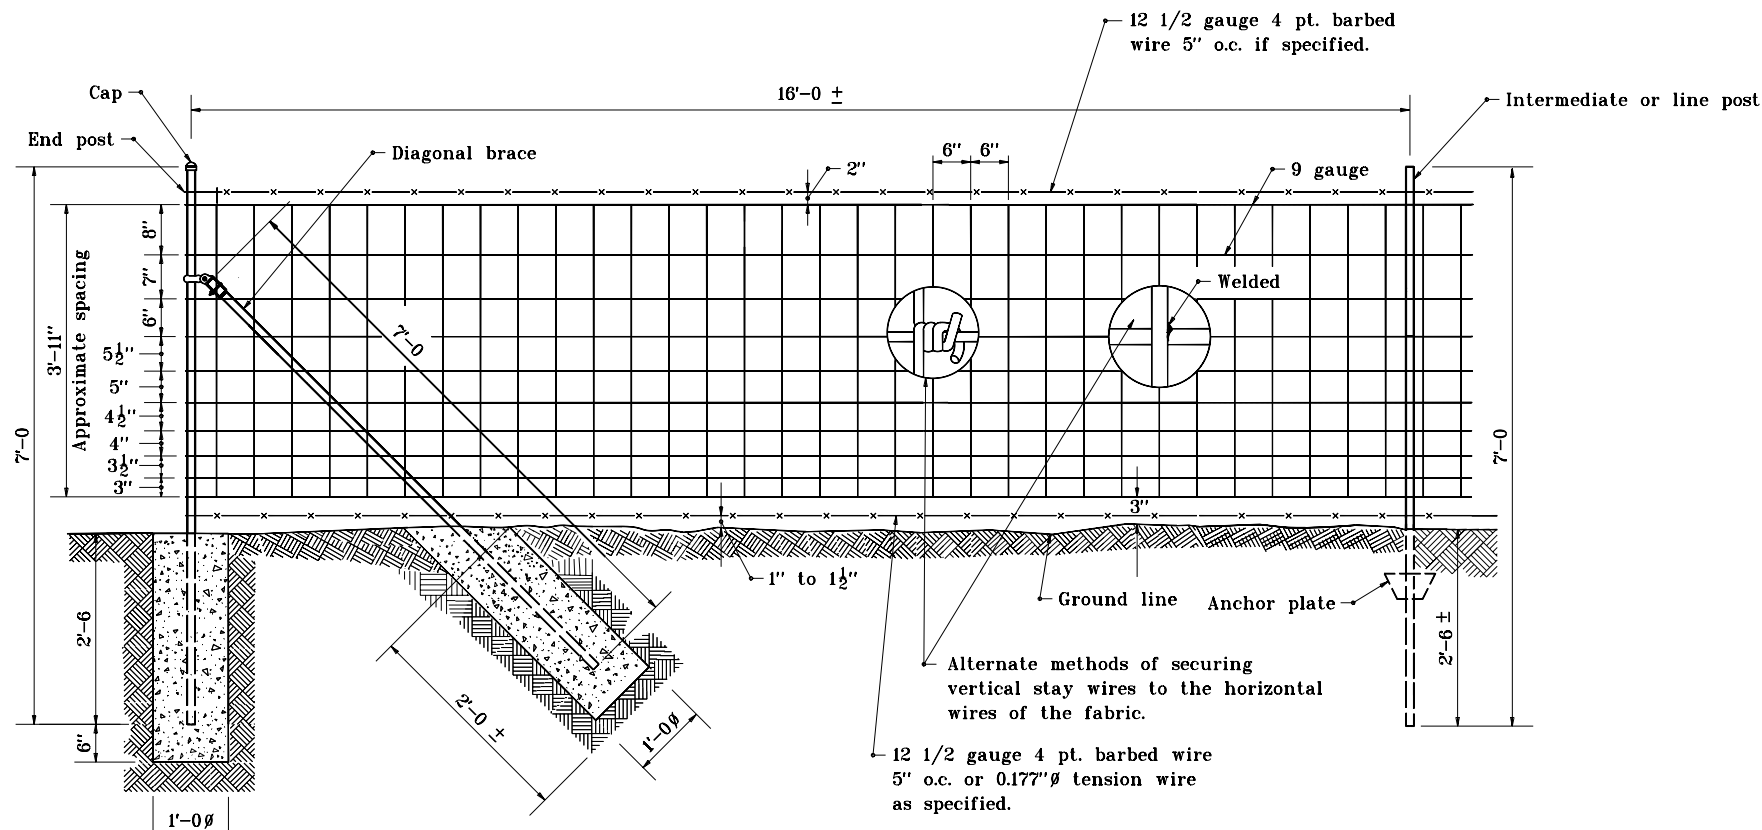 12 1/2 gauge 4 pt. barbed
wire 5" o.c. if specified.
Cap
16'-0 ±
Intermediate or line post
End post
Diagonal brace
6"
6"
2"
9 gauge
8"
7"
6"
5½"
5"
4½"
4"
3½"
3"
Approximate spacing
3'-11"
7'-0
7'-0
Welded
7'-0
3"
1" to 1½"
Ground line
Anchor plate
2'-6
6"
1'-0ø
2'-0 ±
1'-0ø
2'-6 ±
Alternate methods of securing
vertical stay wires to the horizontal
wires of the fabric.
12 1/2 gauge 4 pt. barbed wire
5" o.c. or 0.177"ø tension wire
as specified.